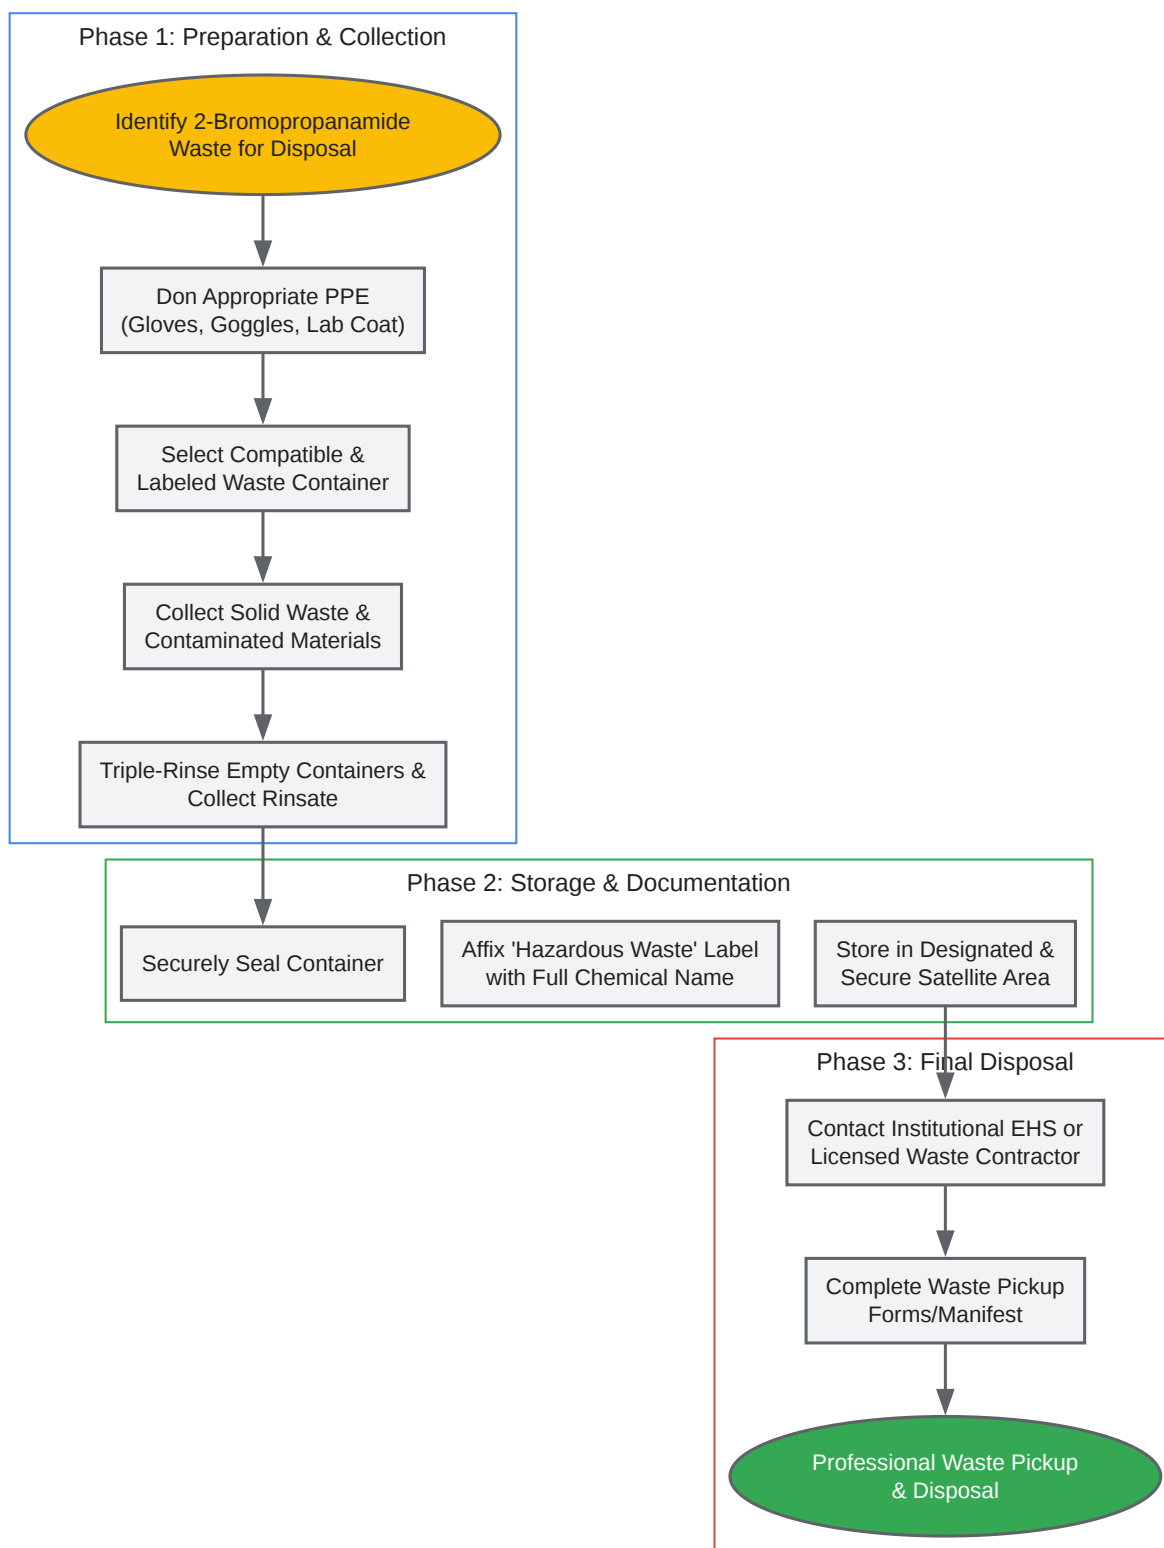 Phase 1: Preparation & Collection
Identify 2-Bromopropanamide
Waste for Disposal
Don Appropriate PPE
(Gloves, Goggles, Lab Coat)
Select Compatible &
Labeled Waste Container
Collect Solid Waste &
Contaminated Materials
Triple-Rinse Empty Containers &
Collect Rinsate
Phase 2: Storage & Documentation
Securely Seal Container
Affix 'Hazardous Waste' Label
with Full Chemical Name
Store in Designated &
Secure Satellite Area
Phase 3: Final Disposal
Contact Institutional EHS or
Licensed Waste Contractor
Complete Waste Pickup
Forms/Manifest
Professional Waste Pickup
& Disposal